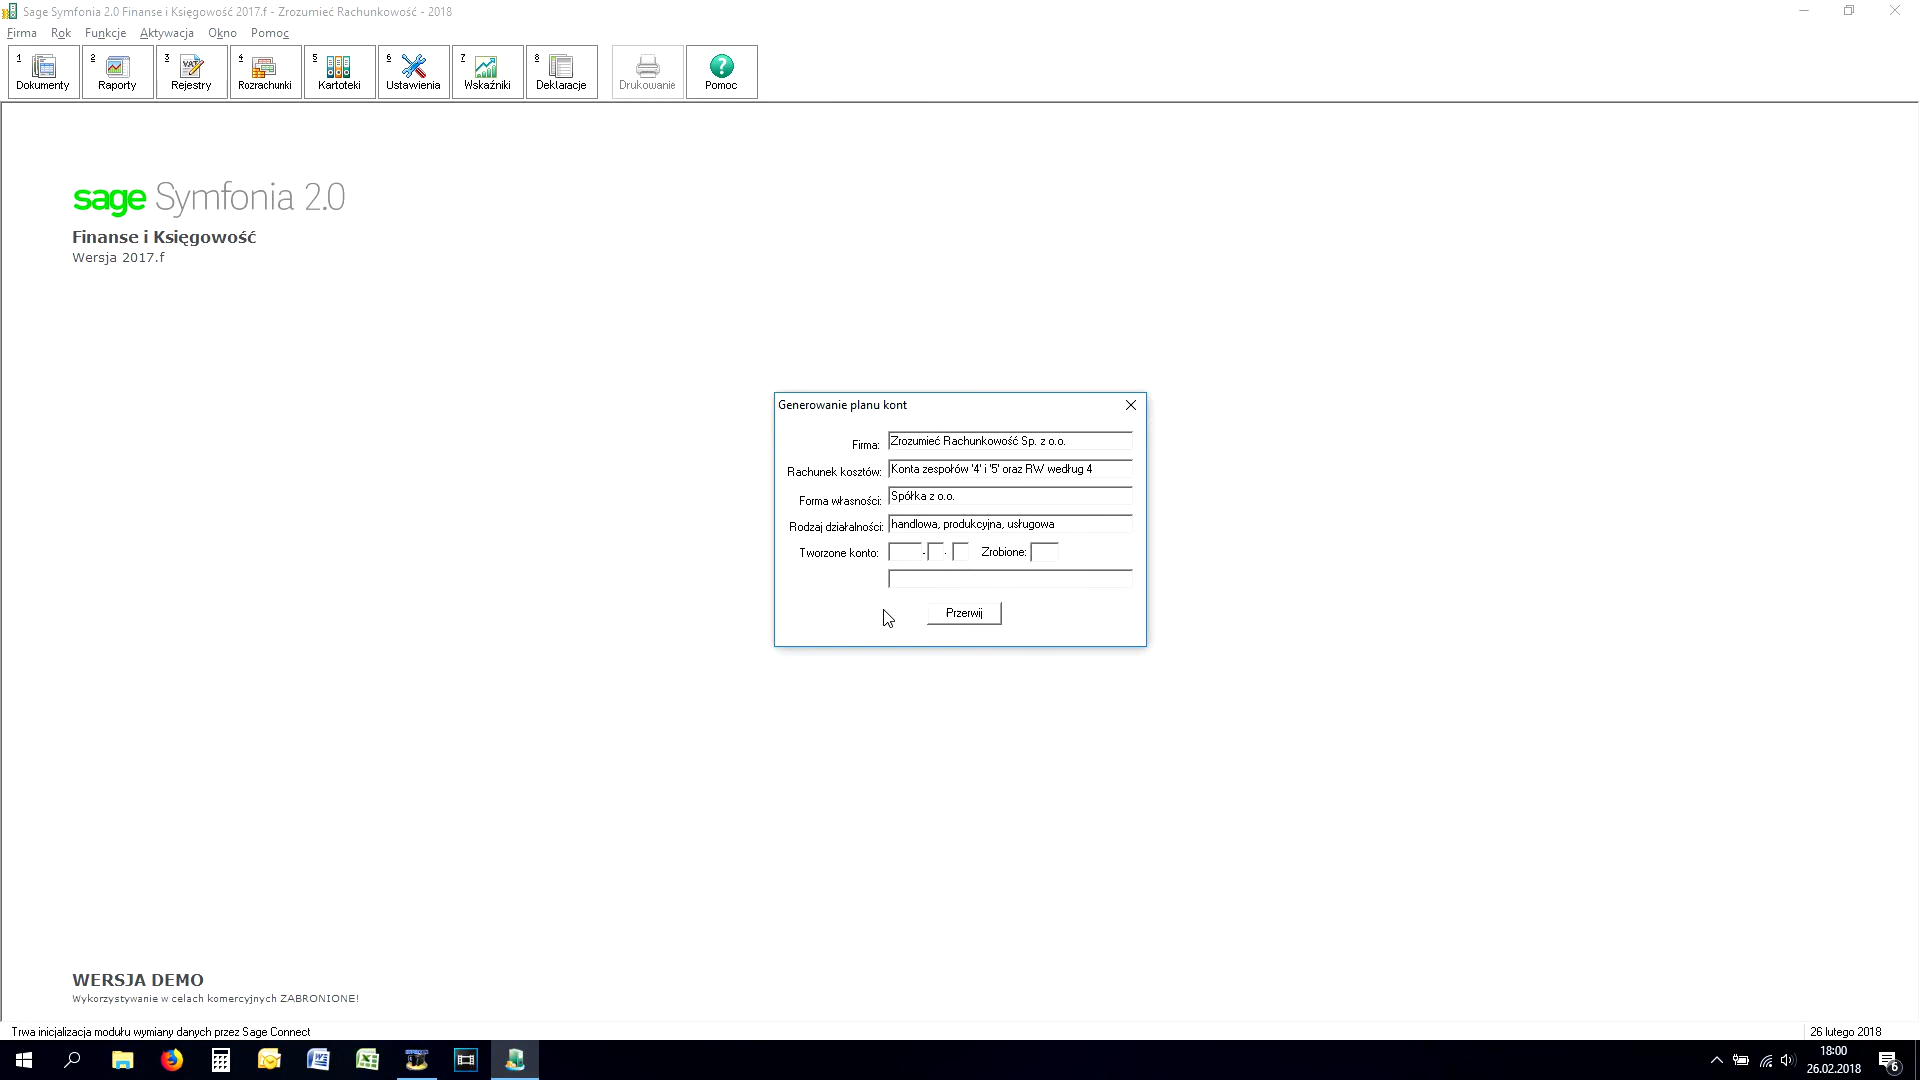 Sage Symfonia 2.0 Finanse i Księgowość 2017.f - Zrozumieć Rachunkowość - 2018
Firma Rok Funkcje Aktywacja Okno Pomoc
1 Dokumenty
2 Raporty
3 Rejestry
4 Rozrachunki
5 Kartoteki
6 Ustawienia
7 Wskaźniki
8 Deklaracje
Drukowanie
Pomoc
sage Symfonia 2.0
Finanse i Księgowość
Wersja 2017.f
Generowanie planu kont
Firma: Zrozumieć Rachunkowość Sp. z o.o.
Rachunek kosztów: Konta zespołów '4' i '5' oraz RW według 4
Forma własności: Spółka z o.o.
Rodzaj działalności: handlowa, produkcyjna, usługowa
Tworzone konto: - - Zrobione:
Przerwij
WERSJA DEMO
Wykorzystywanie w celach komercyjnych ZABRONIONE!
Trwa inicjalizacja modułu wymiany danych przez Sage Connect
26 lutego 2018
18:00
26.02.2018
6